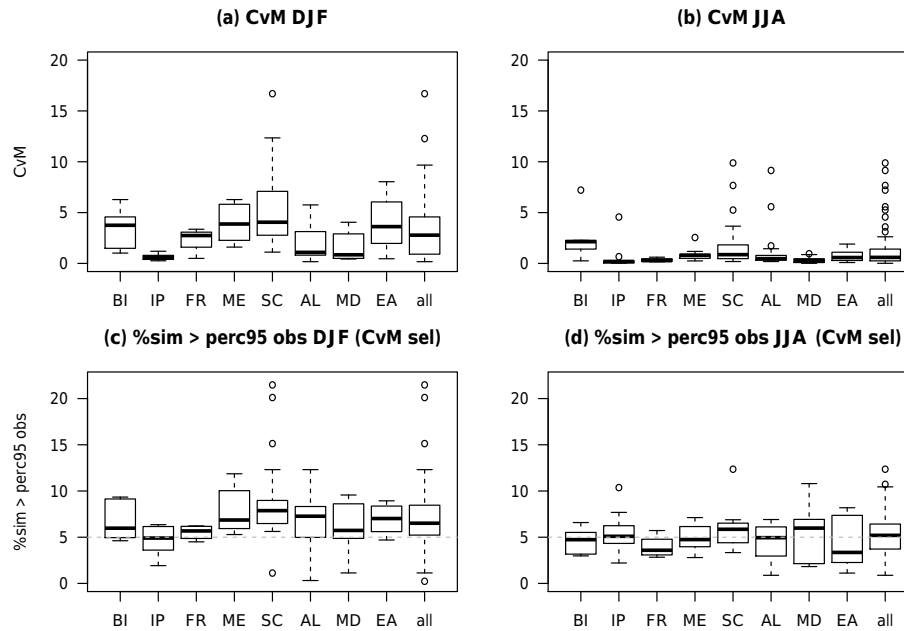 (a) CvM DJF
(b) CvM JJA
CvM
20
15
10
5
0
BI IP FR ME SC AL MD EA all
20
15
10
5
0
BI IP FR ME SC AL MD EA all
(c) %sim > perc95 obs DJF (CvM sel)
(d) %sim > perc95 obs JJA (CvM sel)
%sim > perc95 obs
20
15
10
5
0
BI IP FR ME SC AL MD EA all
20
15
10
5
0
BI IP FR ME SC AL MD EA all